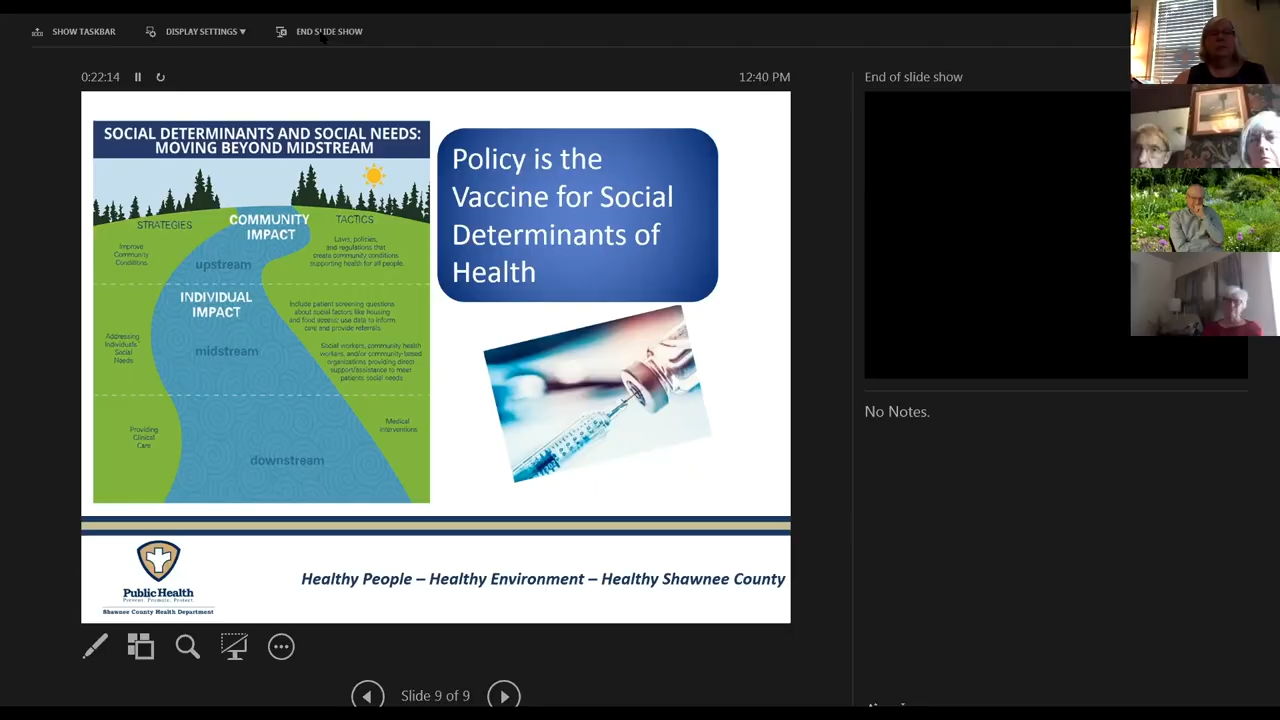 SHOW TASKBAR
DISPLAY SETTINGS ▼
END SLIDE SHOW
0:22:14
12:40 PM
End of slide show
SOCIAL DETERMINANTS AND SOCIAL NEEDS:
MOVING BEYOND MIDSTREAM
STRATEGIES
COMMUNITY
IMPACT
TACTICS
Improve
Community
Conditions
upstream
Laws, policies,
and regulations that
create community conditions
supporting health for all people.
INDIVIDUAL
IMPACT
Include patient screening questions
about social factors like housing
and food access; use data to inform
care and provide referrals.
Addressing
Individuals'
Social
Needs
midstream
Social workers, community health
workers, and/or community-based
organizations providing direct
support/assistance to meet
patients' social needs
Providing
Clinical
Care
Medical
Interventions
downstream
Policy is the
Vaccine for Social
Determinants of
Health
No Notes.
Public Health
Prevent. Promote. Protect.
Shawnee County Health Department
Healthy People – Healthy Environment – Healthy Shawnee County
Slide 9 of 9